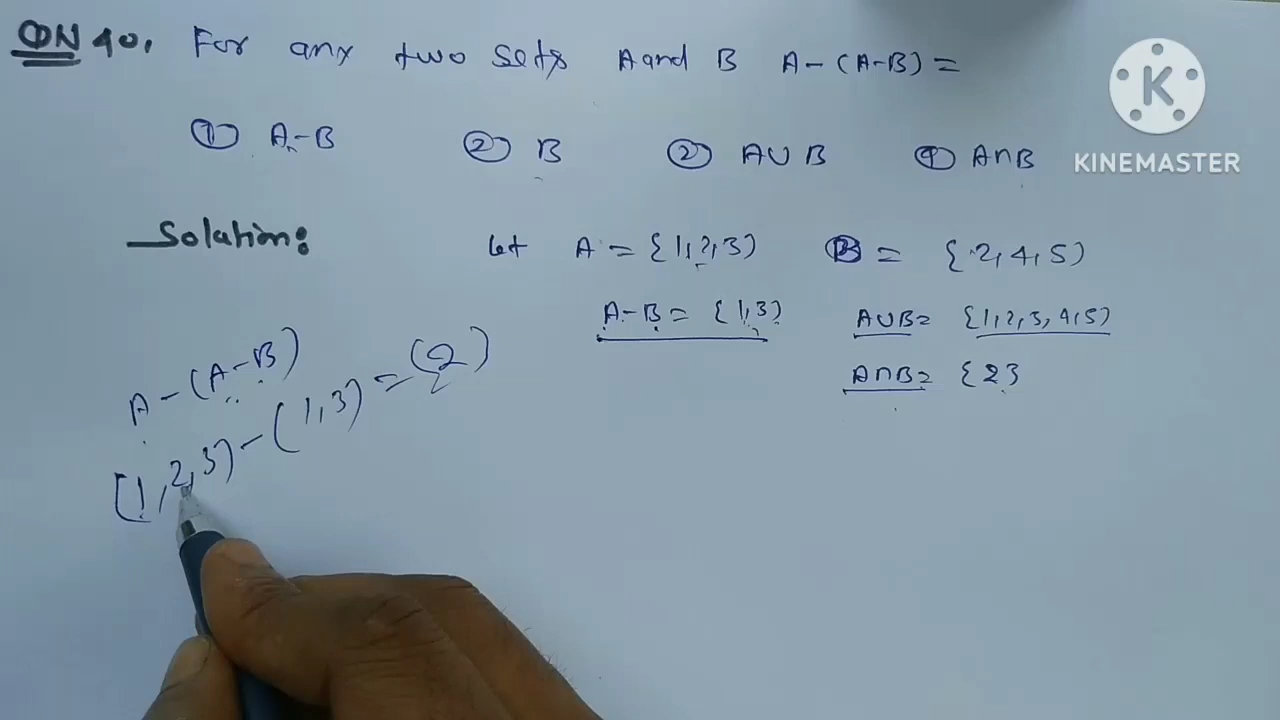 QN 40. For any two sets A and B A-(A-B) =
① A-B ② B ② A∪B ④ A∩B
K
KINEMASTER
Solution:
Let A = {1,2,3} B = {2,4,5}
A-B = {1,3} A∪B= {1,2,3,4,5}
A∩B= {2}
A-(A-B)
[1,2,3)-(1,3)=(2)